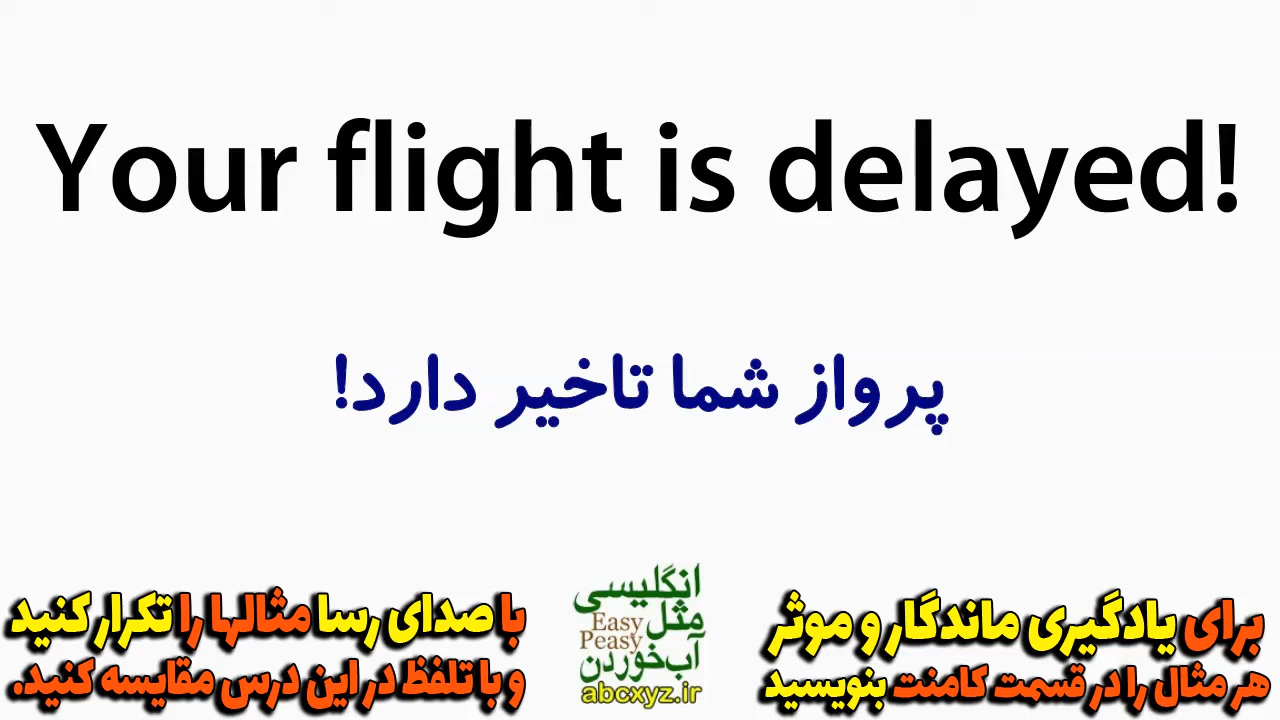 Your flight is delayed!
پرواز شما تاخیر دارد!
برای یادگیری ماندگار و موثر
هر مثال را در قسمت کامنت بنویسید
انگلیسی
مثل
Easy
Peasy
آب خوردن
abcxyz.ir
با صدای رسا مثالها را تکرار کنید
و با تلفظ در این درس مقایسه کنید.